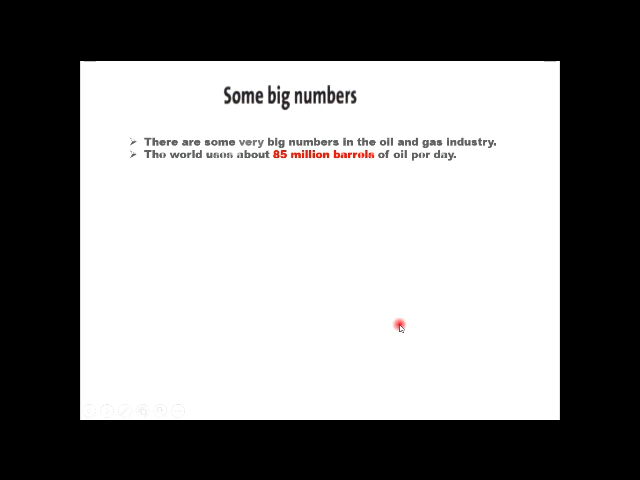 Some big numbers
➢ There are some very big numbers in the oil and gas industry.
➢ The world uses about 85 million barrels of oil per day.